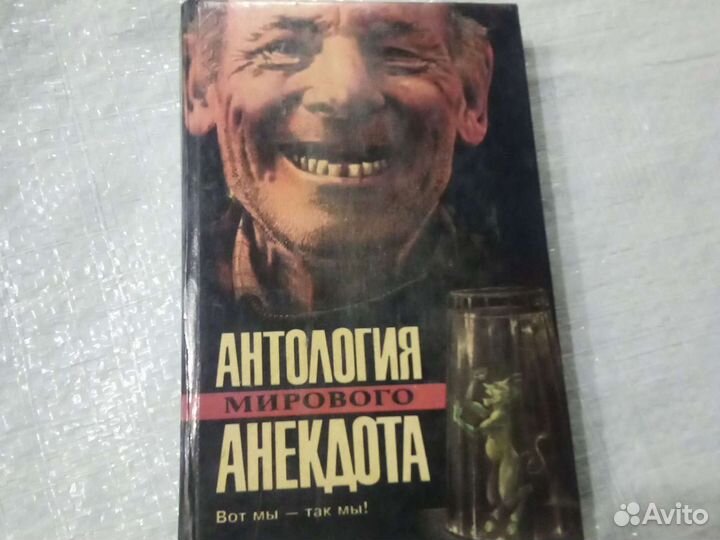 АНТОЛОГИЯ
МИРОВОГО
АНЕКДОТА
Вот мы – так мы!
Avito